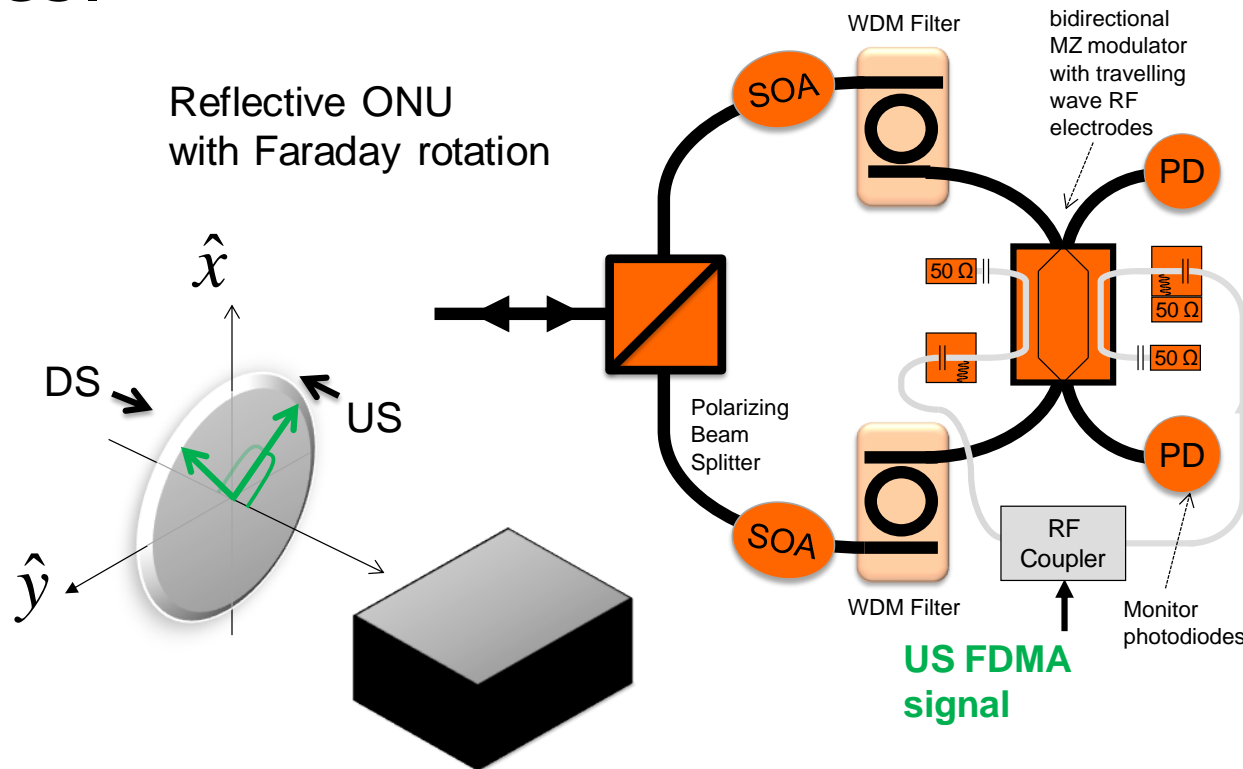 Reflective ONU
with Faraday rotation
x̂
ŷ
DS
US
WDM Filter
SOA
bidirectional
MZ modulator
with travelling
wave RF
electrodes
PD
50 Ω
50 Ω
50 Ω
Polarizing
Beam
Splitter
PD
SOA
WDM Filter
RF
Coupler
Monitor
photodiodes
US FDMA
signal